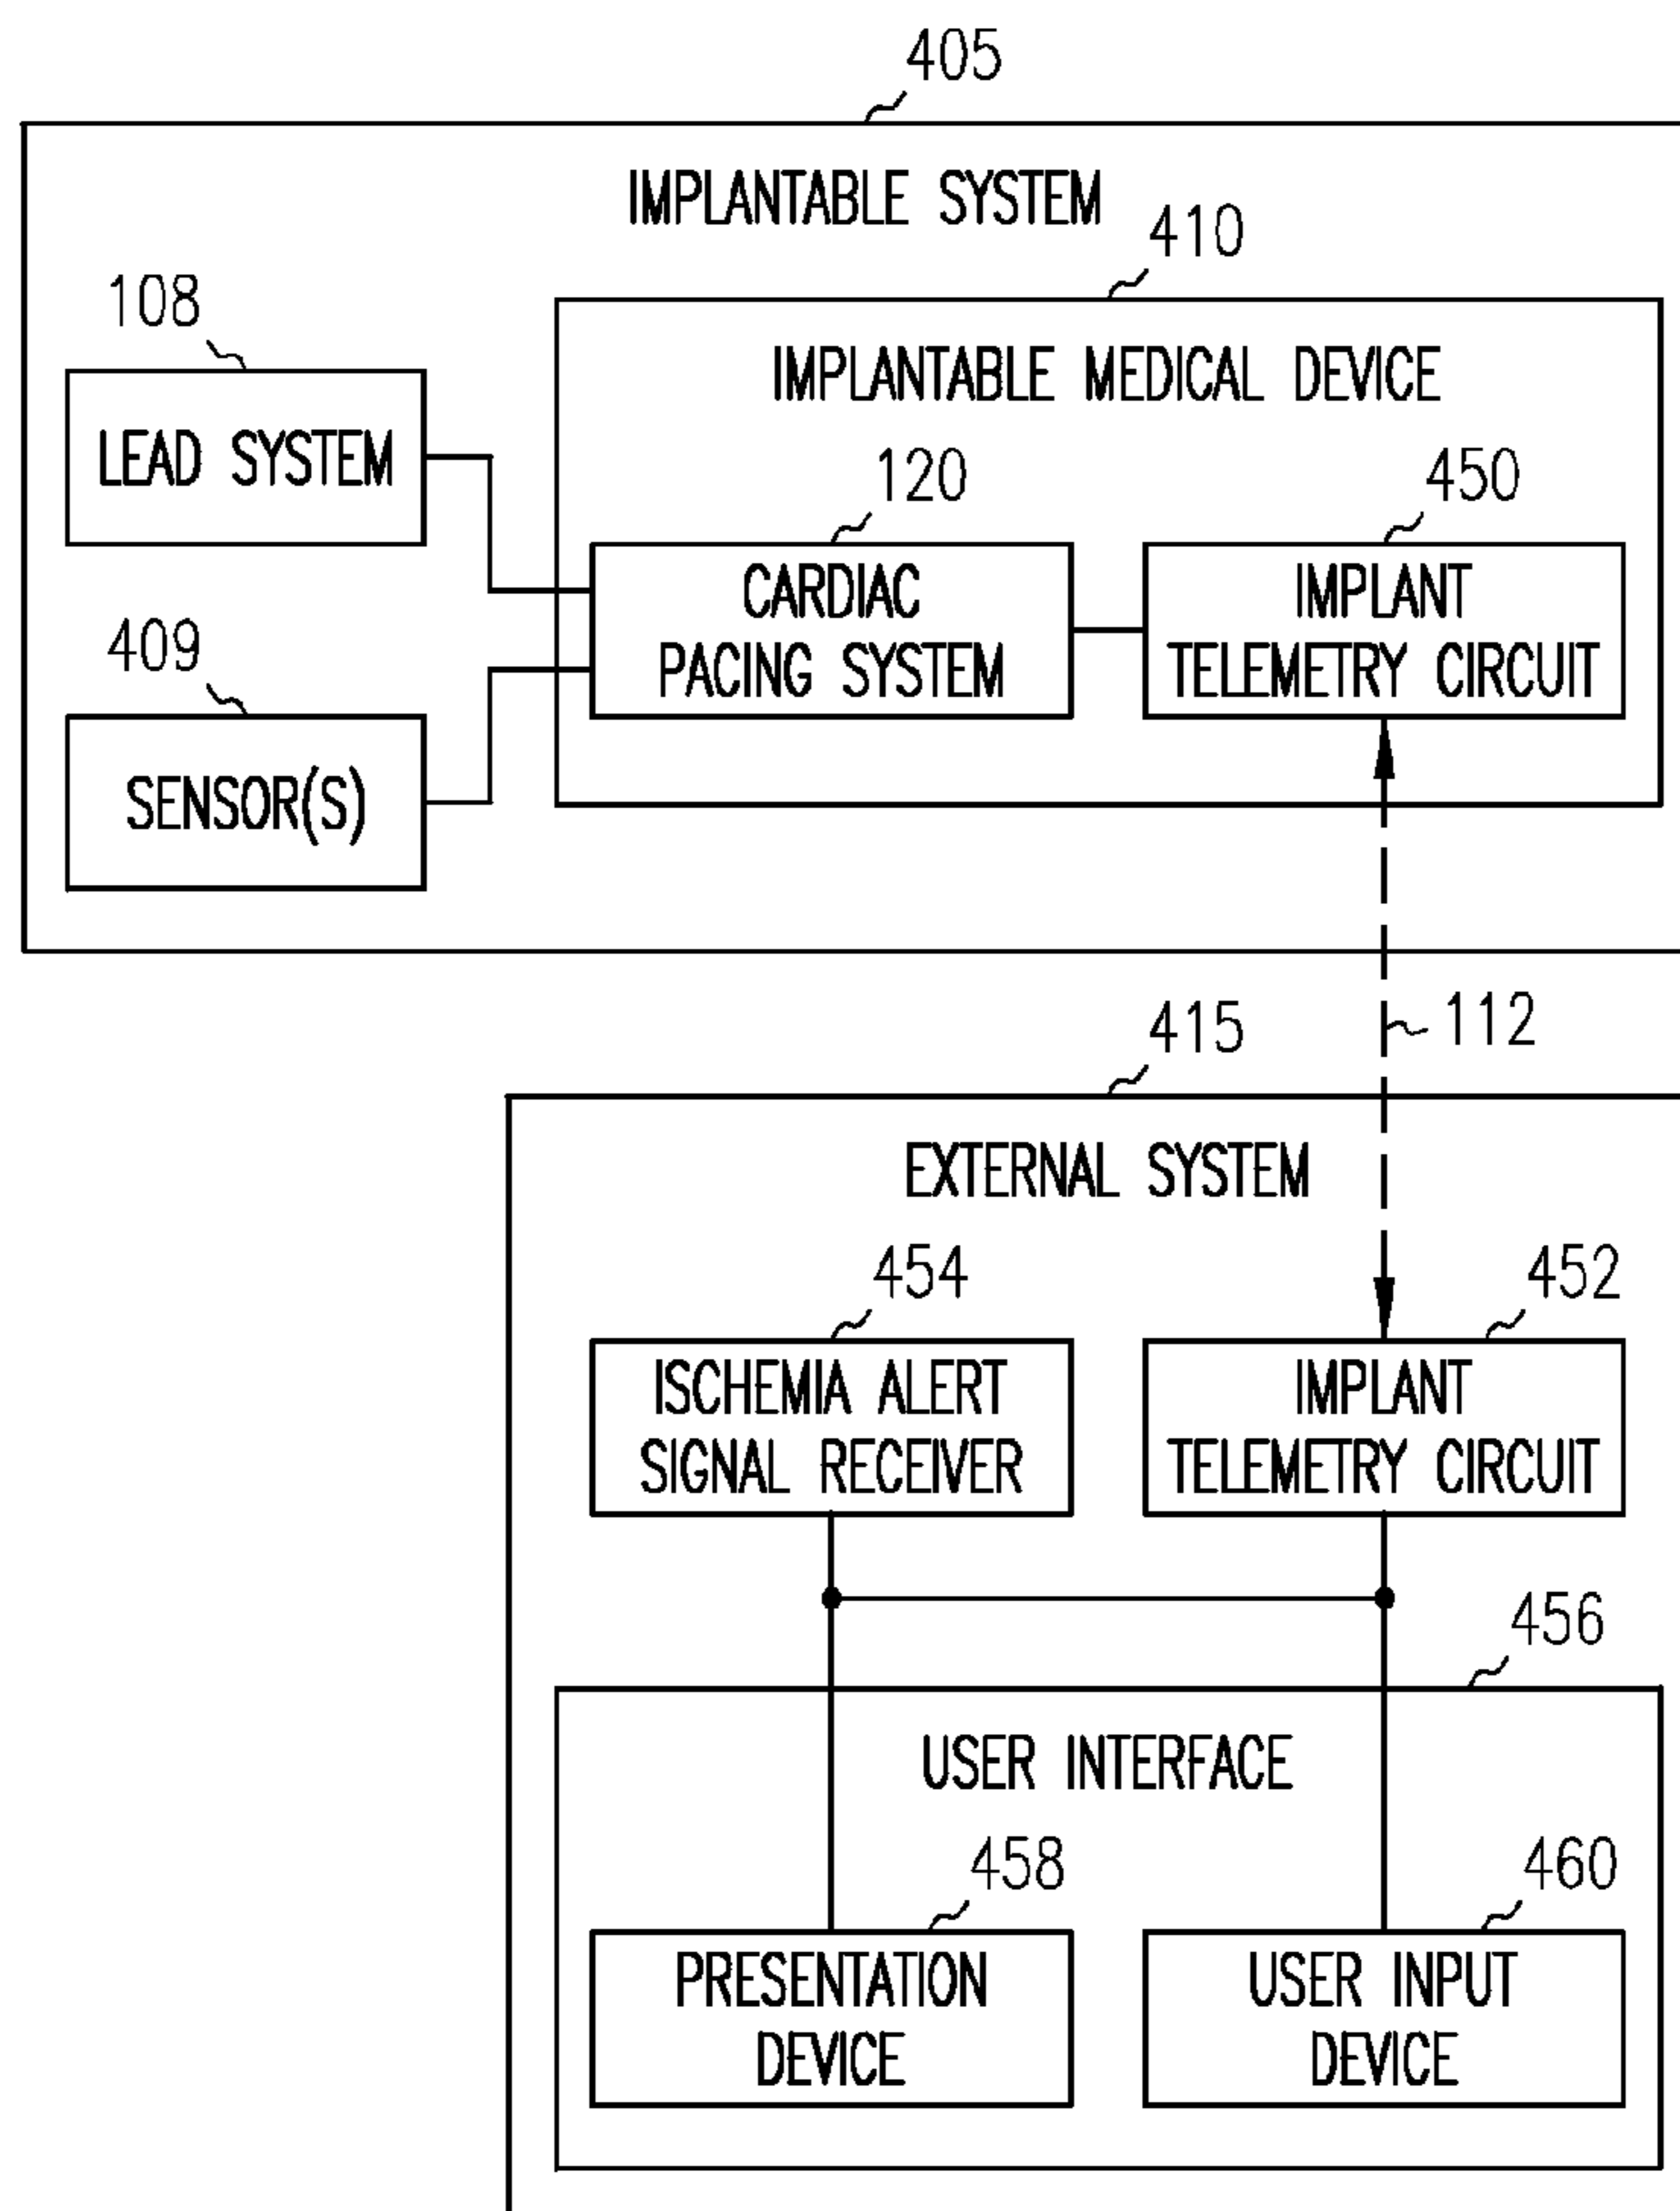 405
IMPLANTABLE SYSTEM
410
108
IMPLANTABLE MEDICAL DEVICE
LEAD SYSTEM
120
450
CARDIAC
PACING SYSTEM
IMPLANT
TELEMETRY CIRCUIT
409
SENSOR(S)
112
415
EXTERNAL SYSTEM
454
452
ISCHEMIA ALERT
SIGNAL RECEIVER
IMPLANT
TELEMETRY CIRCUIT
456
USER INTERFACE
458
460
PRESENTATION
DEVICE
USER INPUT
DEVICE